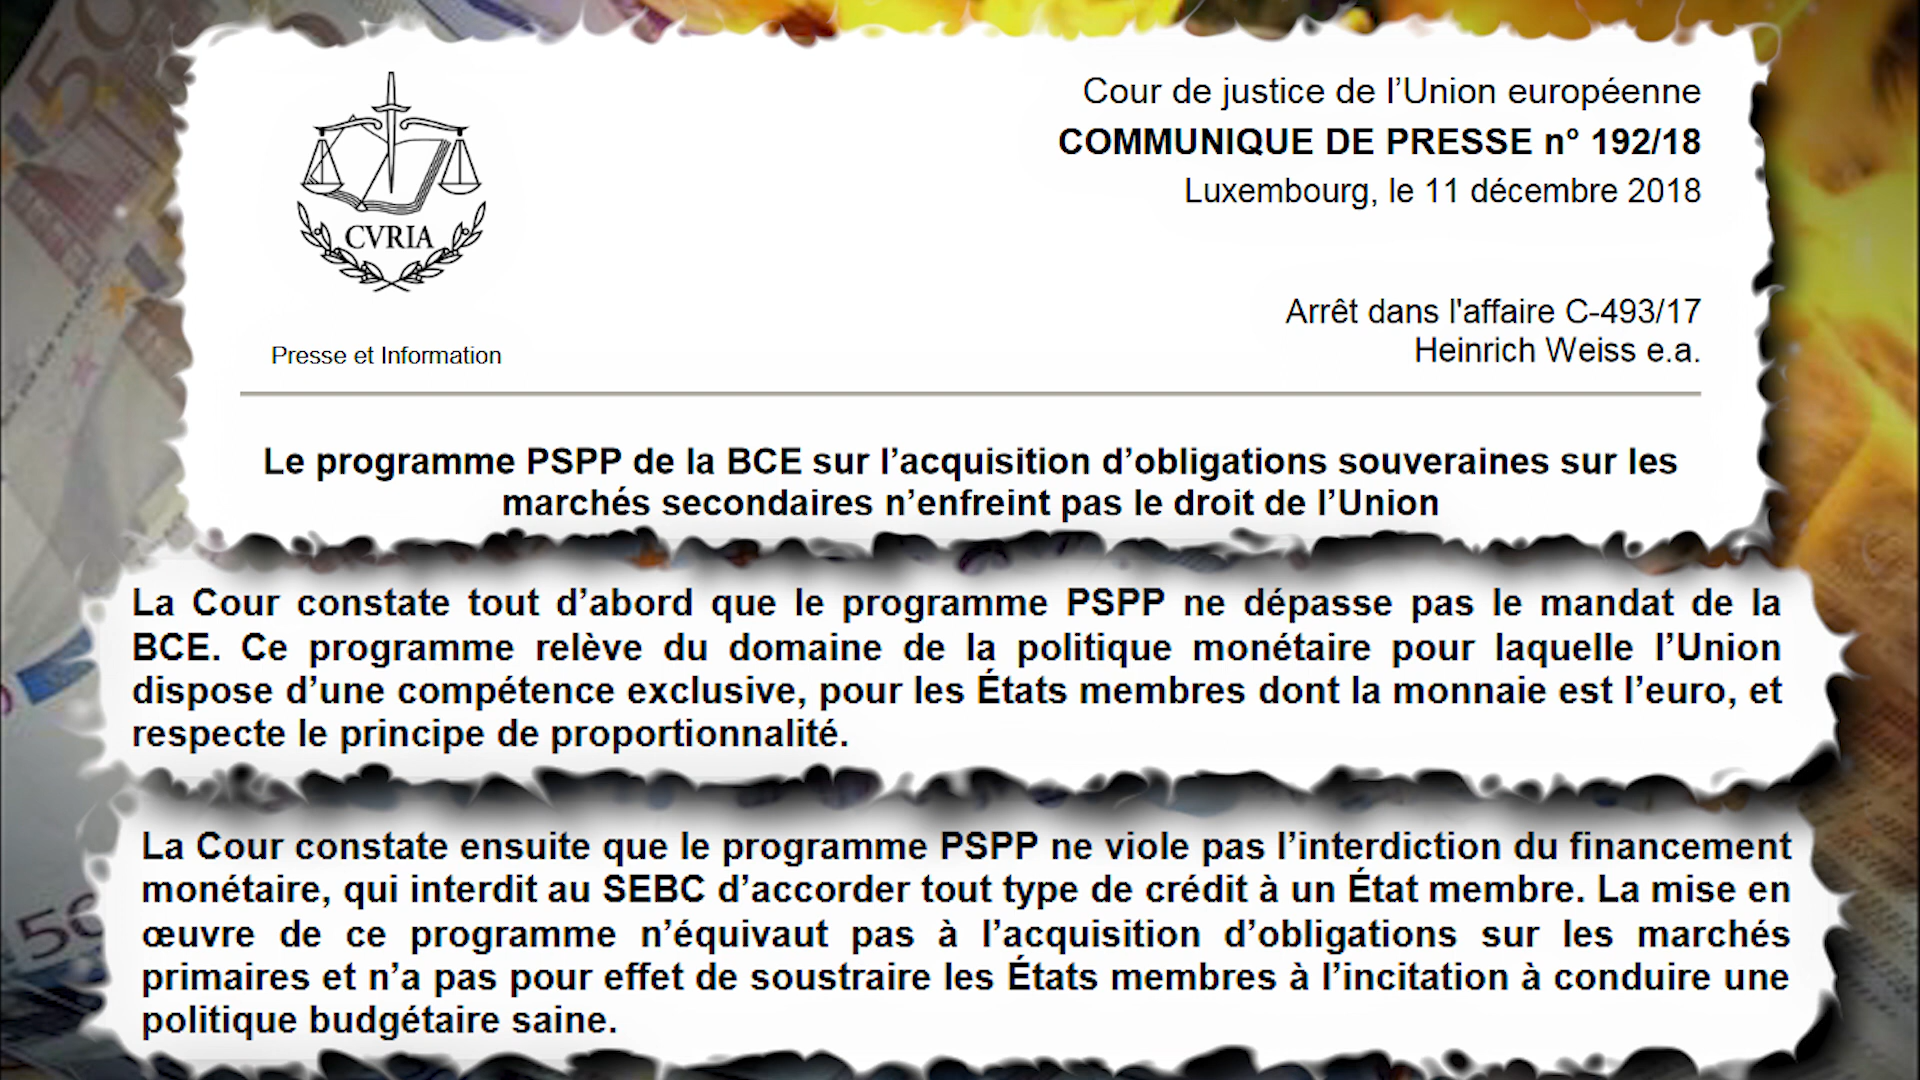 Cour de justice de l’Union européenne
COMMUNIQUE DE PRESSE n° 192/18
Luxembourg, le 11 décembre 2018
CVRIA
Arrêt dans l'affaire C-493/17
Heinrich Weiss e.a.
Presse et Information
Le programme PSPP de la BCE sur l’acquisition d’obligations souveraines sur les
marchés secondaires n’enfreint pas le droit de l’Union
La Cour constate tout d’abord que le programme PSPP ne dépasse pas le mandat de la
BCE. Ce programme relève du domaine de la politique monétaire pour laquelle l’Union
dispose d’une compétence exclusive, pour les États membres dont la monnaie est l’euro, et
respecte le principe de proportionnalité.
La Cour constate ensuite que le programme PSPP ne viole pas l’interdiction du financement
monétaire, qui interdit au SEBC d’accorder tout type de crédit à un État membre. La mise en
œuvre de ce programme n’équivaut pas à l’acquisition d’obligations sur les marchés
primaires et n’a pas pour effet de soustraire les États membres à l’incitation à conduire une
politique budgétaire saine.
50